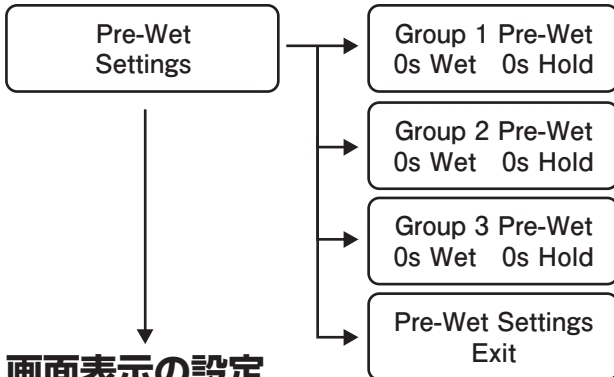 Pre-Wet
Settings
Group 1 Pre-Wet
0s Wet 0s Hold
Group 2 Pre-Wet
0s Wet 0s Hold
Group 3 Pre-Wet
0s Wet 0s Hold
Pre-Wet Settings
Exit
画面表示の設定